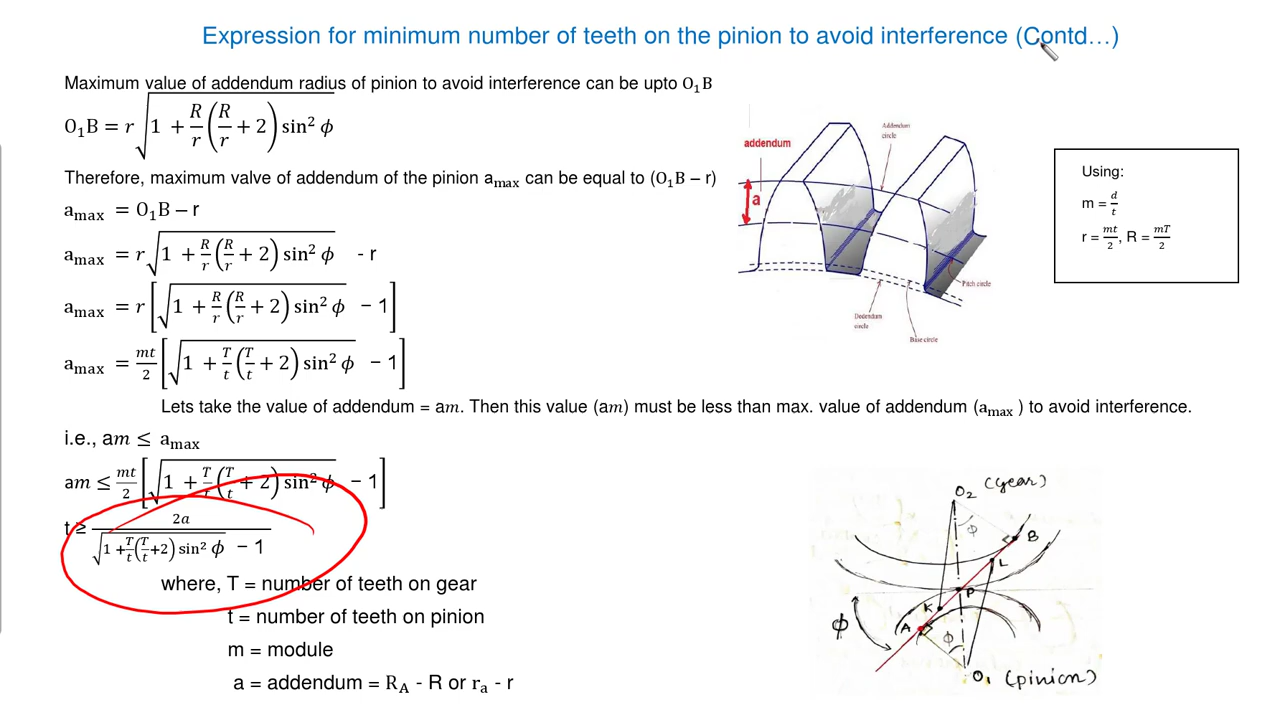 Expression for minimum number of teeth on the pinion to avoid interference (Contd…)
Maximum value of addendum radius of pinion to avoid interference can be upto O₁B
O₁B = r √(1 + R/r (R/r + 2) sin² ϕ)
Therefore, maximum valve of addendum of the pinion a_max can be equal to (O₁B – r)
a_max = O₁B – r
a_max = r √(1 + R/r (R/r + 2) sin² ϕ) - r
a_max = r [√(1 + R/r (R/r + 2) sin² ϕ) − 1]
a_max = mt/2 [√(1 + T/t (T/t + 2) sin² ϕ) − 1]
Lets take the value of addendum = am. Then this value (am) must be less than max. value of addendum (a_max ) to avoid interference.
i.e., am ≤ a_max
am ≤ mt/2 [√(1 + T/t (T/t + 2) sin² ϕ) − 1]
t ≥ 2a / (√(1 + T/t (T/t +2) sin² ϕ) − 1)
where, T = number of teeth on gear
t = number of teeth on pinion
m = module
a = addendum = R_A - R or r_a - r
addendum
a
Addendum
circle
Pitch circle
Dedendum
circle
Base circle
Using:
m = d/t
r = mt/2, R = mT/2
O₂ (gear)
ϕ
B
L
P
K
A
ϕ
ϕ
O₁ (pinion)